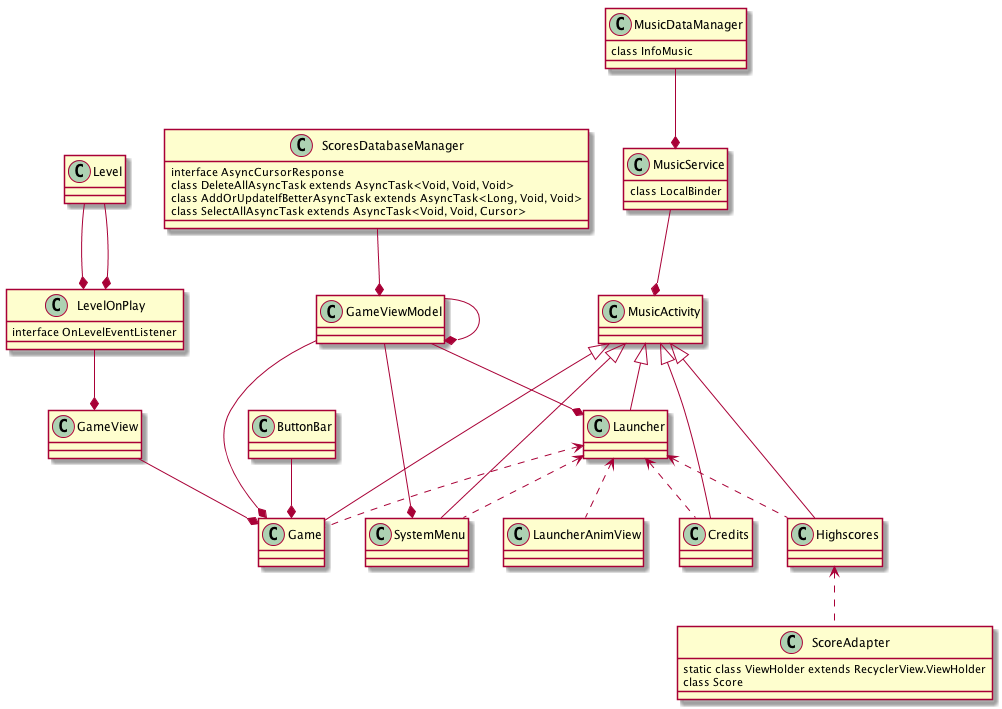 C MusicDataManager
class InfoMusic
C ScoresDatabaseManager
interface AsyncCursorResponse
class DeleteAllAsyncTask extends AsyncTask<Void, Void, Void>
class AddOrUpdateIfBetterAsyncTask extends AsyncTask<Long, Void, Void>
class SelectAllAsyncTask extends AsyncTask<Void, Void, Cursor>
C Level
C MusicService
class LocalBinder
C LevelOnPlay
interface OnLevelEventListener
C GameViewModel
C MusicActivity
C GameView
C ButtonBar
C Launcher
C Game
C SystemMenu
C LauncherAnimView
C Credits
C Highscores
C ScoreAdapter
static class ViewHolder extends RecyclerView.ViewHolder
class Score